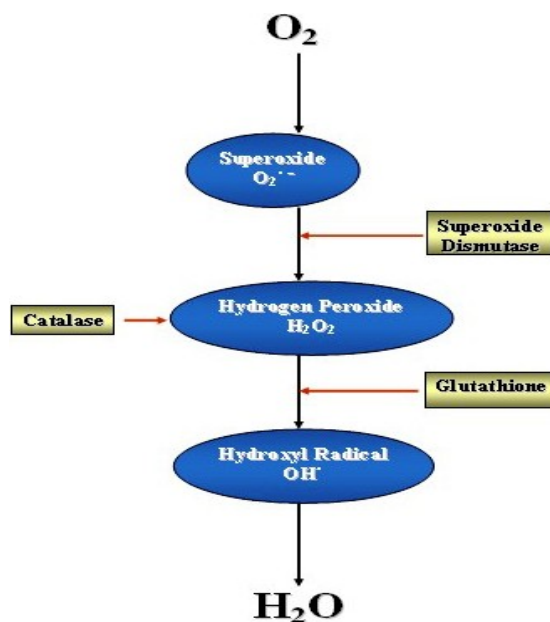 O₂
Superoxide
O₂˙⁻
Superoxide
Dismutase
Hydrogen Peroxide
H₂O₂
Catalase
Glutathione
Hydroxyl Radical
OH˙
H₂O